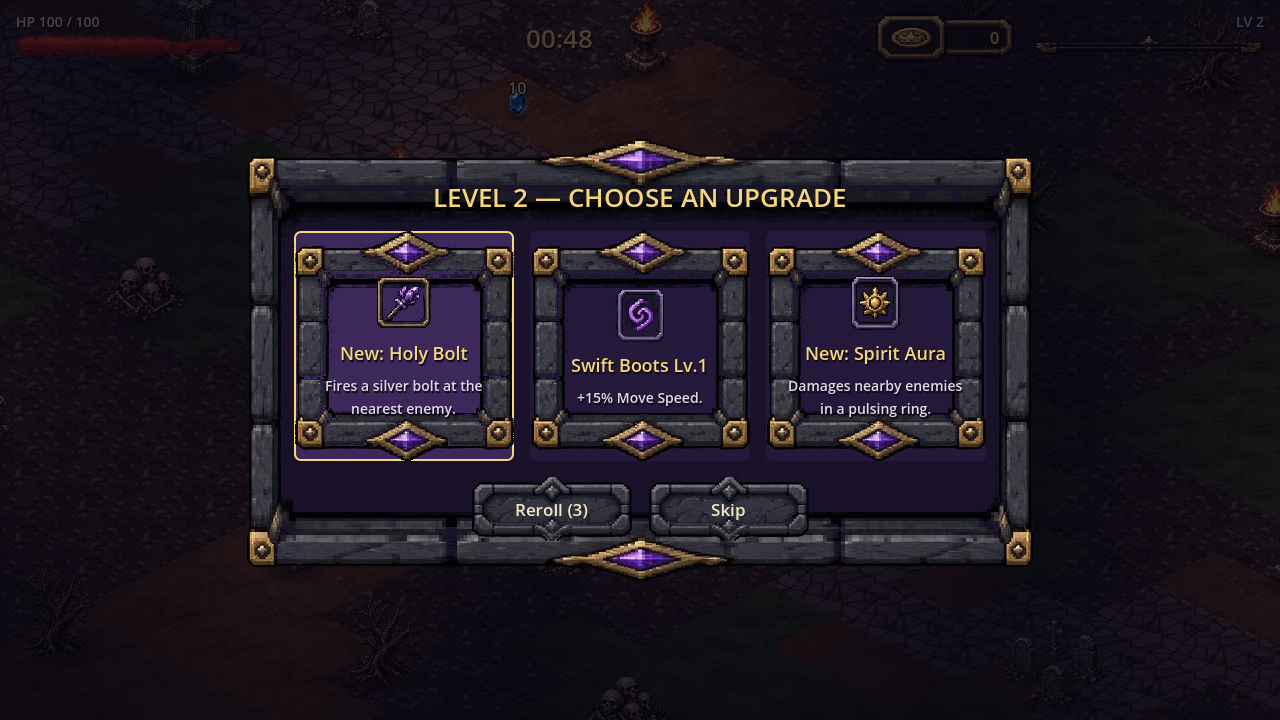 HP 100 / 100
00:48
0
LV 2
10
LEVEL 2 — CHOOSE AN UPGRADE
New: Holy Bolt
Fires a silver bolt at the
nearest enemy.
Swift Boots Lv.1
+15% Move Speed.
New: Spirit Aura
Damages nearby enemies
in a pulsing ring.
Reroll (3)
Skip